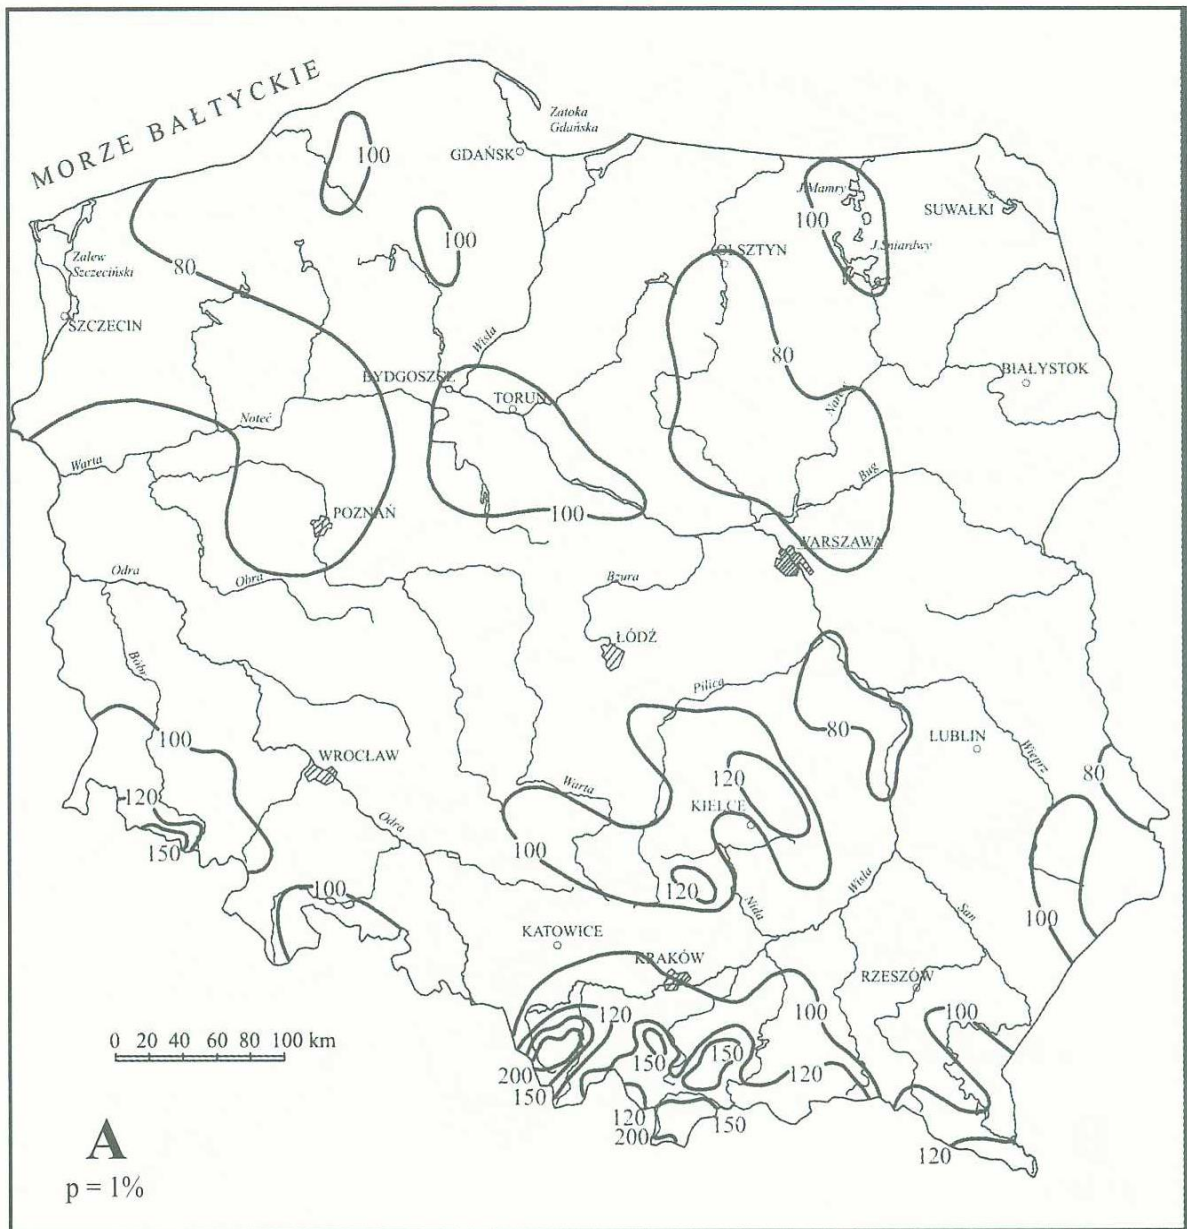 MORZE BAŁTYCKIE
Zatoka
Gdańska
GDAŃSK
100
100
J.Mamry
SUWAŁKI
100
J.Śniardwy
OLSZTYN
80
Zalew
Szczeciński
SZCZECIN
Wisła
80
BYDGOSZCZ
TORUŃ
BIAŁYSTOK
Narew
Noteć
Warta
Bug
POZNAŃ
100
WARSZAWA
Odra
Obra
Bzura
ŁÓDŹ
Bóbr
Pilica
80
LUBLIN
Wieprz
100
WROCŁAW
120
80
Warta
KIELCE
120
150
Odra
100
100
120
Nida
Wisła
San
100
KATOWICE
KRAKÓW
RZESZÓW
100
100
120
0 20 40 60 80 100 km
200
150
150
150
120
120
200
150
120
A
p = 1%